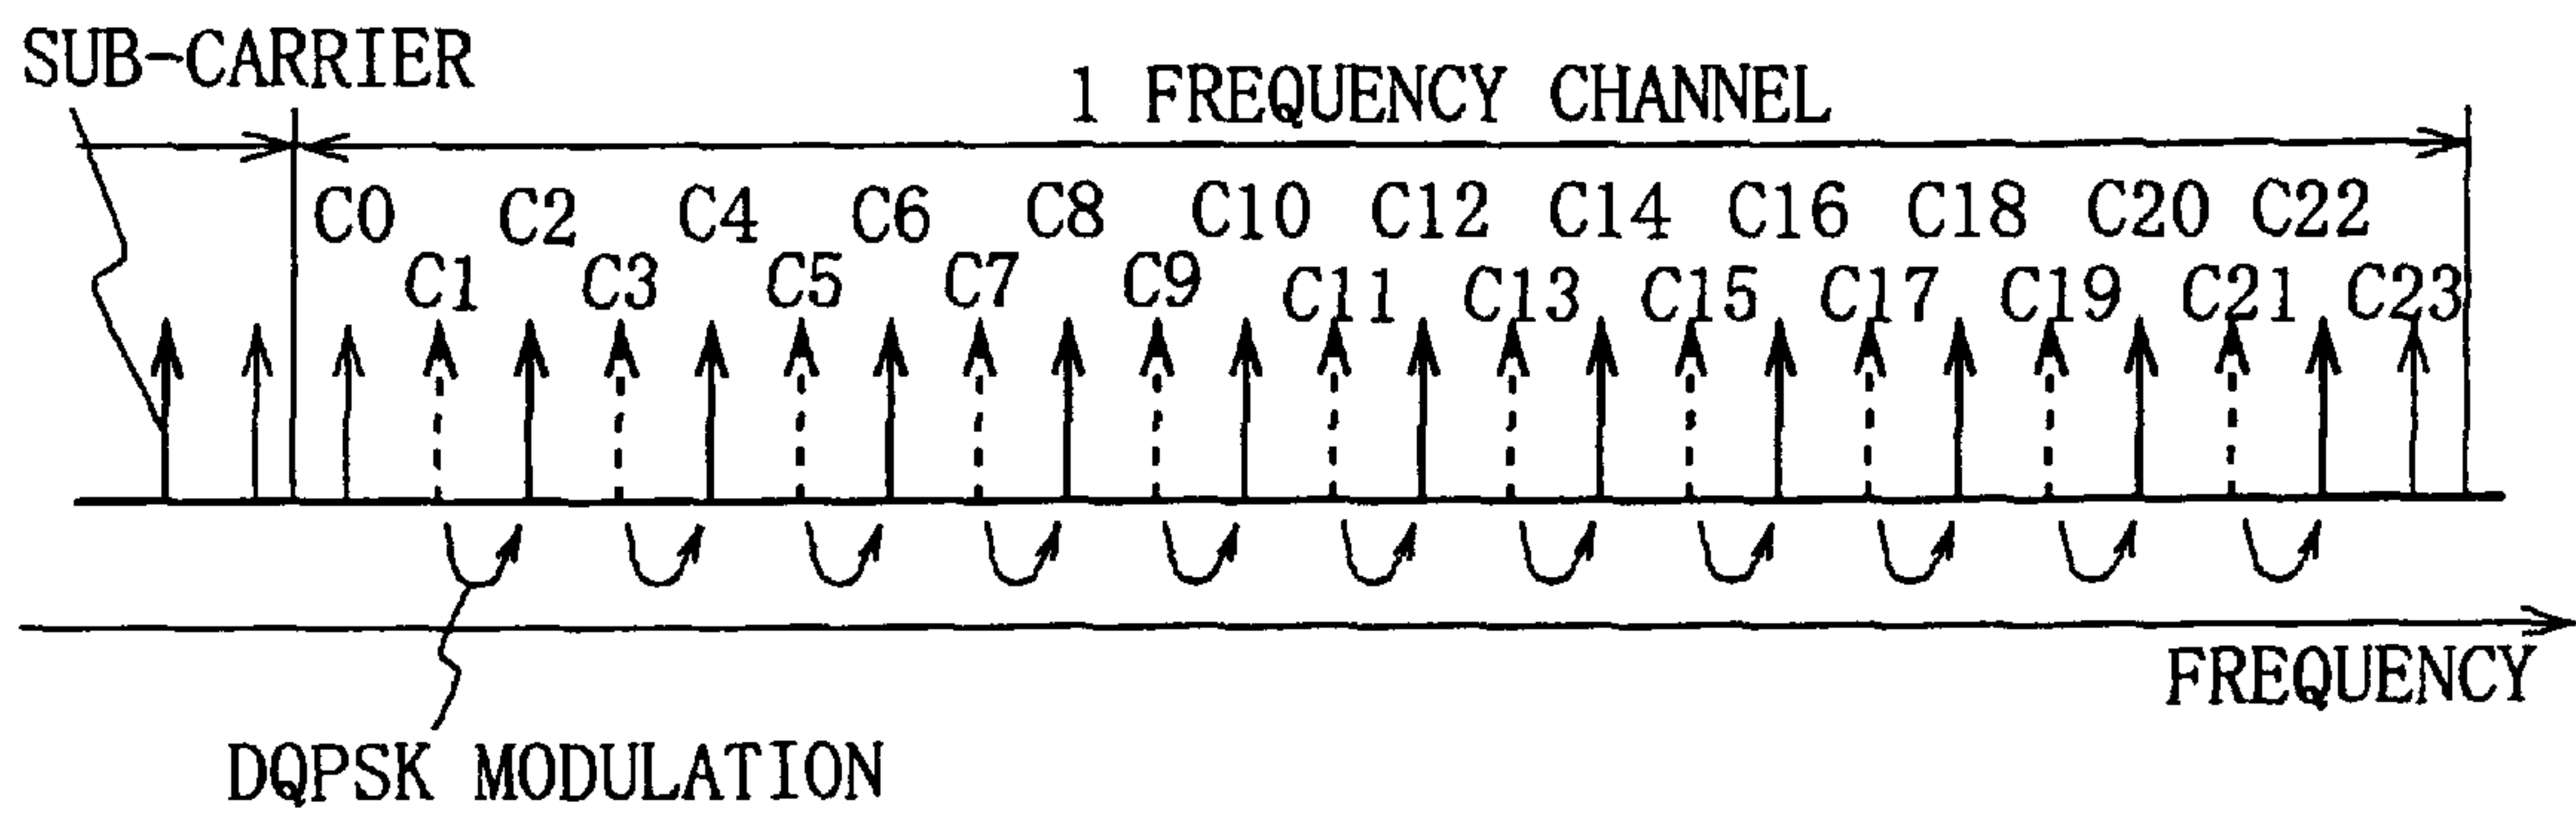 SUB-CARRIER
1 FREQUENCY CHANNEL
C0 C2 C4 C6 C8 C10 C12 C14 C16 C18 C20 C22
C1 C3 C5 C7 C9 C11 C13 C15 C17 C19 C21 C23
FREQUENCY
DQPSK MODULATION